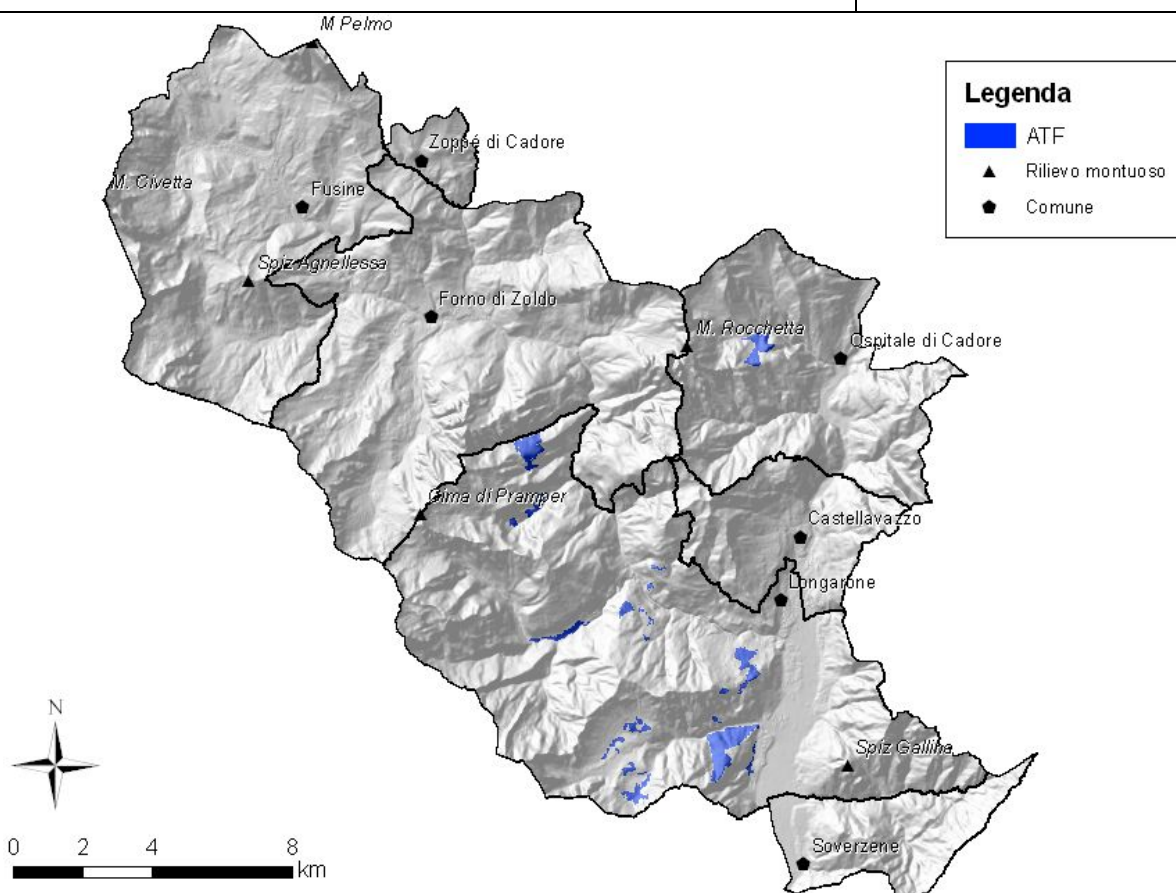 M Pelmo
Legenda
ATF
Rilievo montuoso
Comune
Zoppé di Cadore
M. Civetta
Fusine
Spiz Agnellessa
Forno di Zoldo
M. Rocchetta
Ospitale di Cadore
Cima di Pramper
Castellavazzo
Longarone
N
Spiz Gallina
Soverzene
0 2 4 8
km